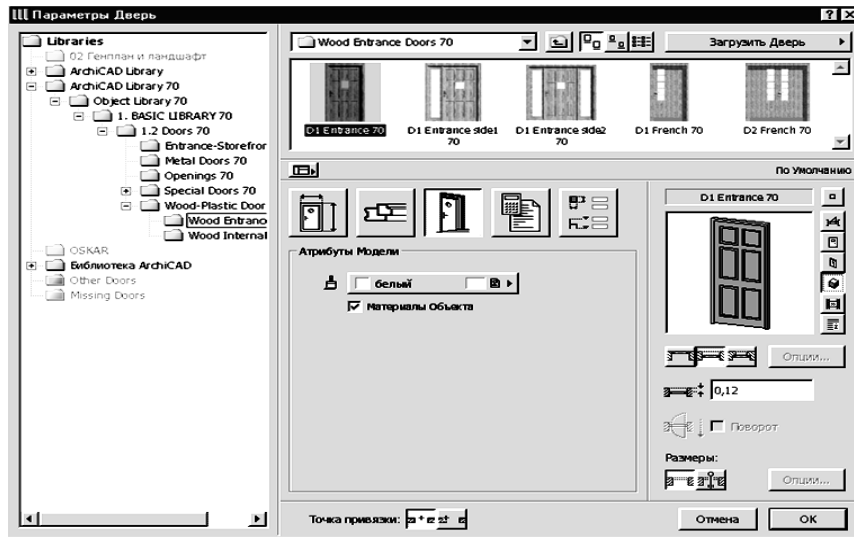 Параметры Дверь
Libraries
02 Генплан и ландшафт
ArchiCAD Library
ArchiCAD Library 70
Object Library 70
1. BASIC LIBRARY 70
1.2 Doors 70
Entrance-Storefror
Metal Doors 70
Openings 70
Special Doors 70
Wood-Plastic Door
Wood Entranc
Wood Internal
OSKAR
Библиотека ArchiCAD
Other Doors
Missing Doors
Wood Entrance Doors 70
Загрузить Дверь
D1 Entrance 70
D1 Entrance side1
70
D1 Entrance side2
70
D1 French 70
D2 French 70
По Умолчанию
Атрибуты Модели
белый
Материалы Объекта
D1 Entrance 70
Опции...
0,12
Поворот
Размеры:
Опции...
Точка привязки:
Отмена
OK